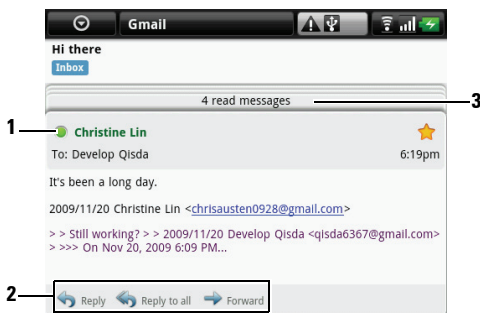 Gmail
Hi there
Inbox
4 read messages
3
1
Christine Lin
To: Develop Qisda
6:19pm
It's been a long day.
2009/11/20 Christine Lin <chrisausten0928@gmail.com>
> > Still working? > > 2009/11/20 Develop Qisda <qisda6367@gmail.com>
> >>> On Nov 20, 2009 6:09 PM...
2
Reply
Reply to all
Forward